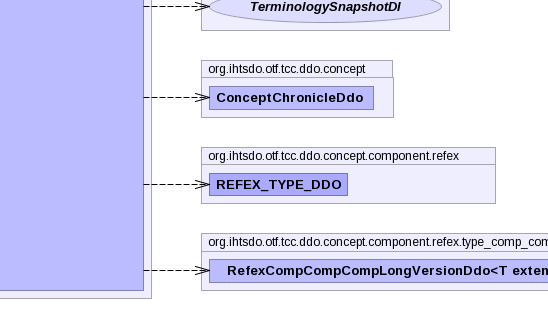 TerminologySnapshotDI
org.ihtsdo.otf.tcc.ddo.concept
ConceptChronicleDdo
org.ihtsdo.otf.tcc.ddo.concept.component.refex
REFEX_TYPE_DDO
org.ihtsdo.otf.tcc.ddo.concept.component.refex.type_comp_com
RefexCompCompCompLongVersionDdo<T exten